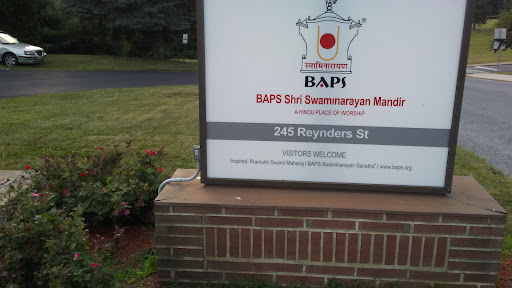 स्वामिनारायण
BAPS
BAPS Shri Swaminarayan Mandir
A HINDU PLACE OF WORSHIP
245 Reynders St
VISITORS WELCOME
Inspired: Pramukh Swami Maharaj | BAPS Swaminarayan Sanstha | www.baps.org